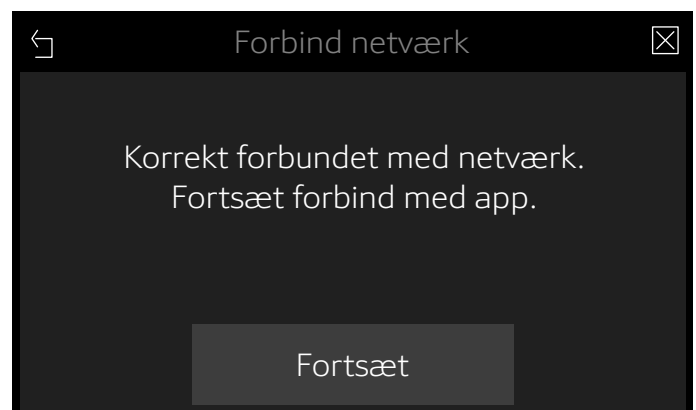 Forbind netværk
Korrekt forbundet med netværk.
Fortsæt forbind med app.
Fortsæt